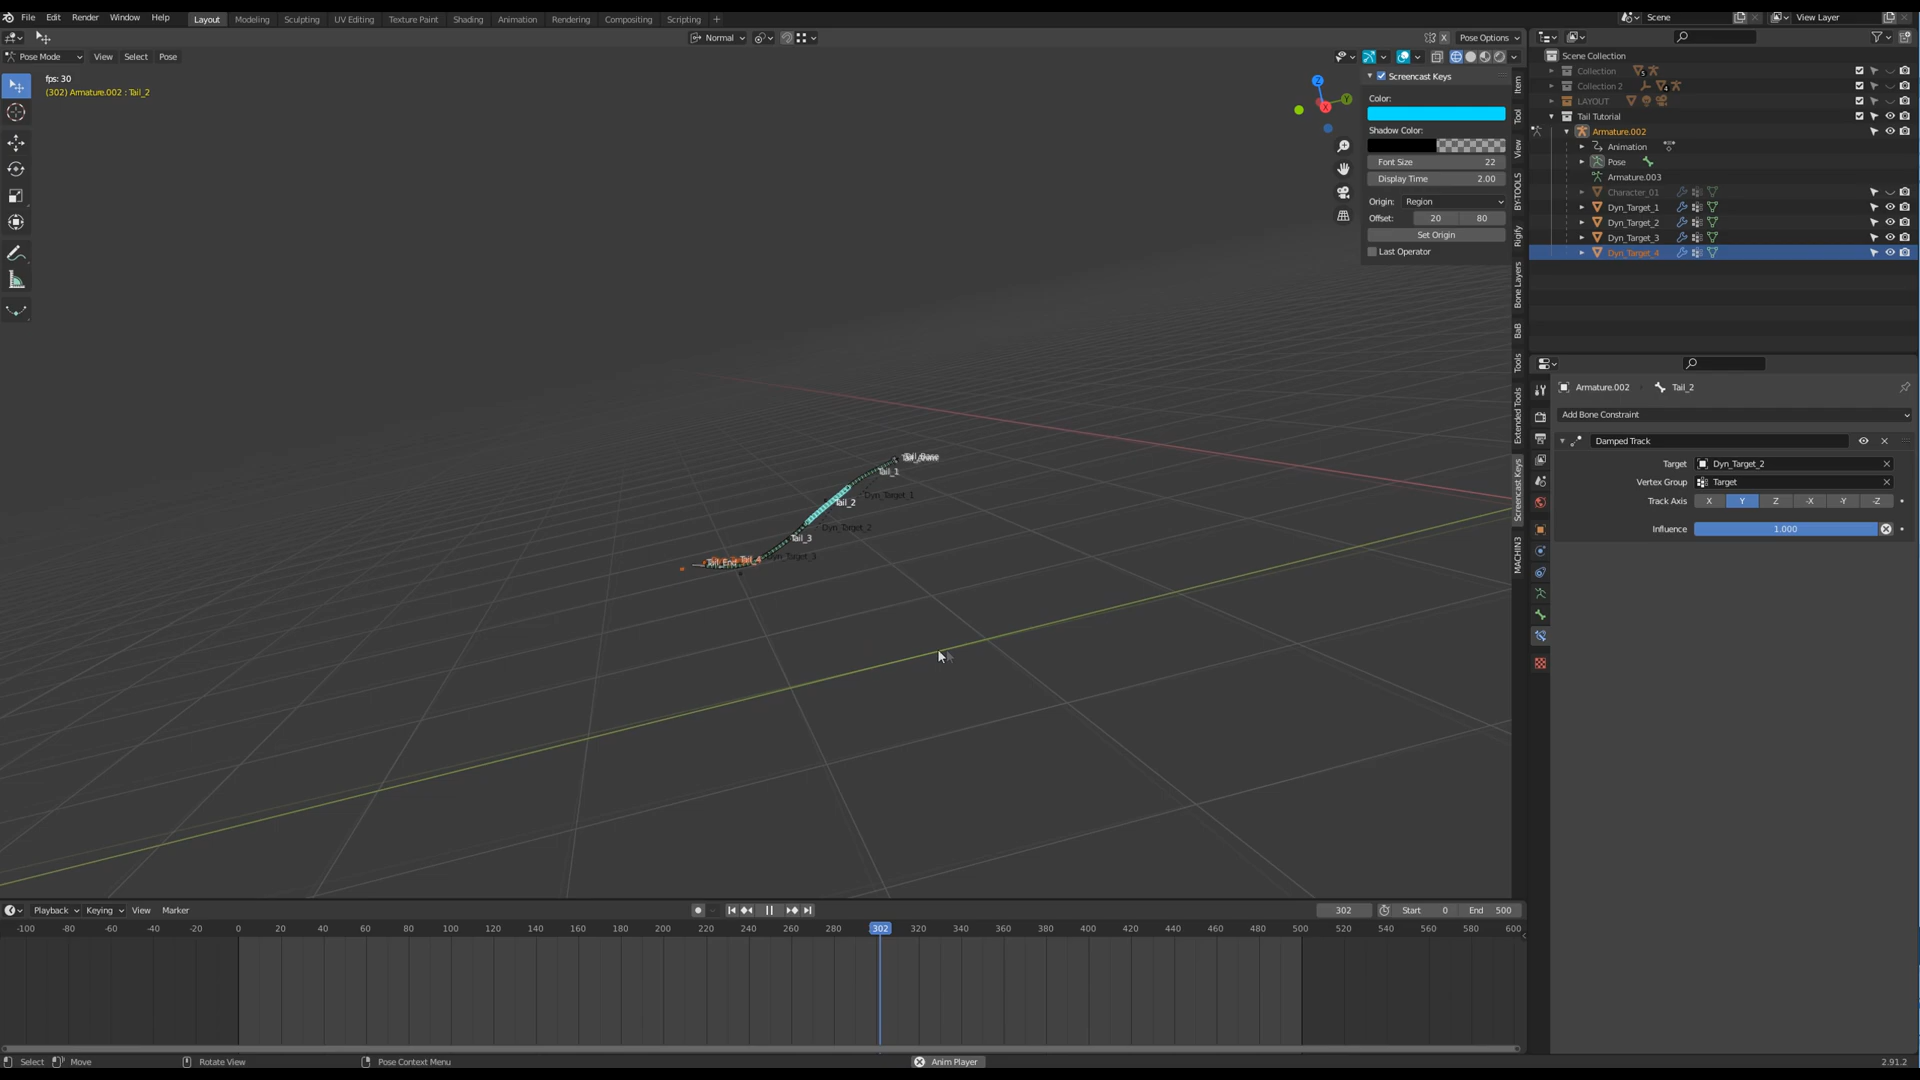 File Edit Render Window Help Layout Modeling Sculpting UV Editing Texture Paint Shading Animation Rendering Compositing Scripting + Scene View Layer
Normal X Pose Options
Pose Mode View Select Pose
fps: 30
(302) Armature.002 : Tail_2
Z
Y
X
Screencast Keys
Color:
Shadow Color:
Font Size 22
Display Time 2.00
Origin: Region
Offset: 20 80
Set Origin
Last Operator
Item
Tool
View
BY-TOOLS
Rigify
Bone Layers
BaB
Tools
Extended Tools
Screencast Keys
MACHIN3
Scene Collection
Collection 5
Collection 2 4
LAYOUT
Tail Tutorial
Armature.002
Animation
Pose
Armature.003
Character_01
Dyn_Target_1
Dyn_Target_2
Dyn_Target_3
Dyn_Target_4
Armature.002 Tail_2
Add Bone Constraint
Damped Track
Target Dyn_Target_2
Vertex Group Target
Track Axis X Y Z -X -Y -Z
Influence 1.000
Tail_Base
Tail_1
Dyn_Target_1
Tail_2
Dyn_Target_2
Tail_3
Dyn_Target_3
Tail_End Tail_4
Playback Keying View Marker 302 Start 0 End 500
-100 -80 -60 -40 -20 0 20 40 60 80 100 120 140 160 180 200 220 240 260 280 302 320 340 360 380 400 420 440 460 480 500 520 540 560 580 600
Select Move Rotate View Pose Context Menu Anim Player 2.91.2